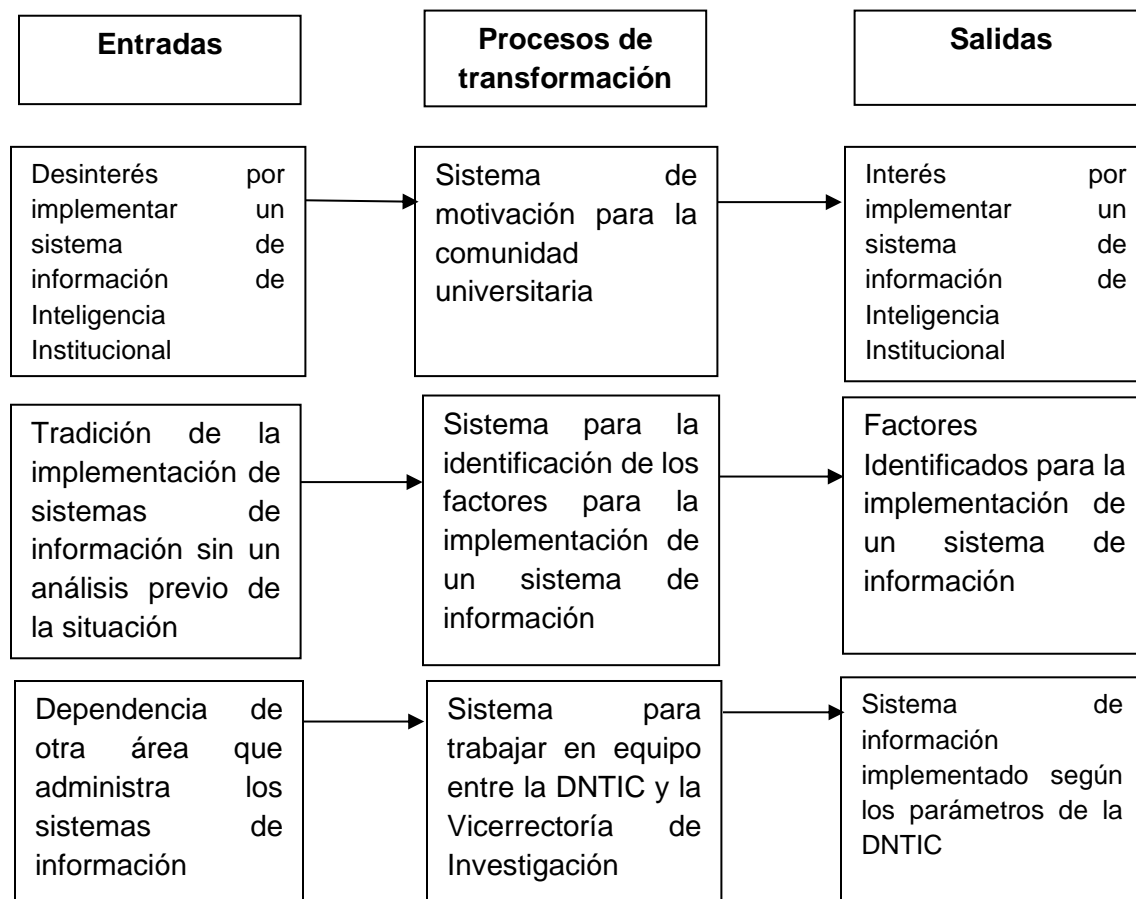 Entradas
Procesos de
transformación
Salidas
Desinterés por
implementar un
sistema de
información de
Inteligencia
Institucional
Sistema de
motivación para la
comunidad
universitaria
Interés por
implementar un
sistema de
información de
Inteligencia
Institucional
Tradición de la
implementación de
sistemas de
información sin un
análisis previo de
la situación
Sistema para la
identificación de los
factores para la
implementación de
un sistema de
información
Factores
Identificados para la
implementación de
un sistema de
información
Dependencia de
otra área que
administra los
sistemas de
información
Sistema para
trabajar en equipo
entre la DNTIC y la
Vicerrectoría de
Investigación
Sistema de
información
implementado según
los parámetros de la
DNTIC